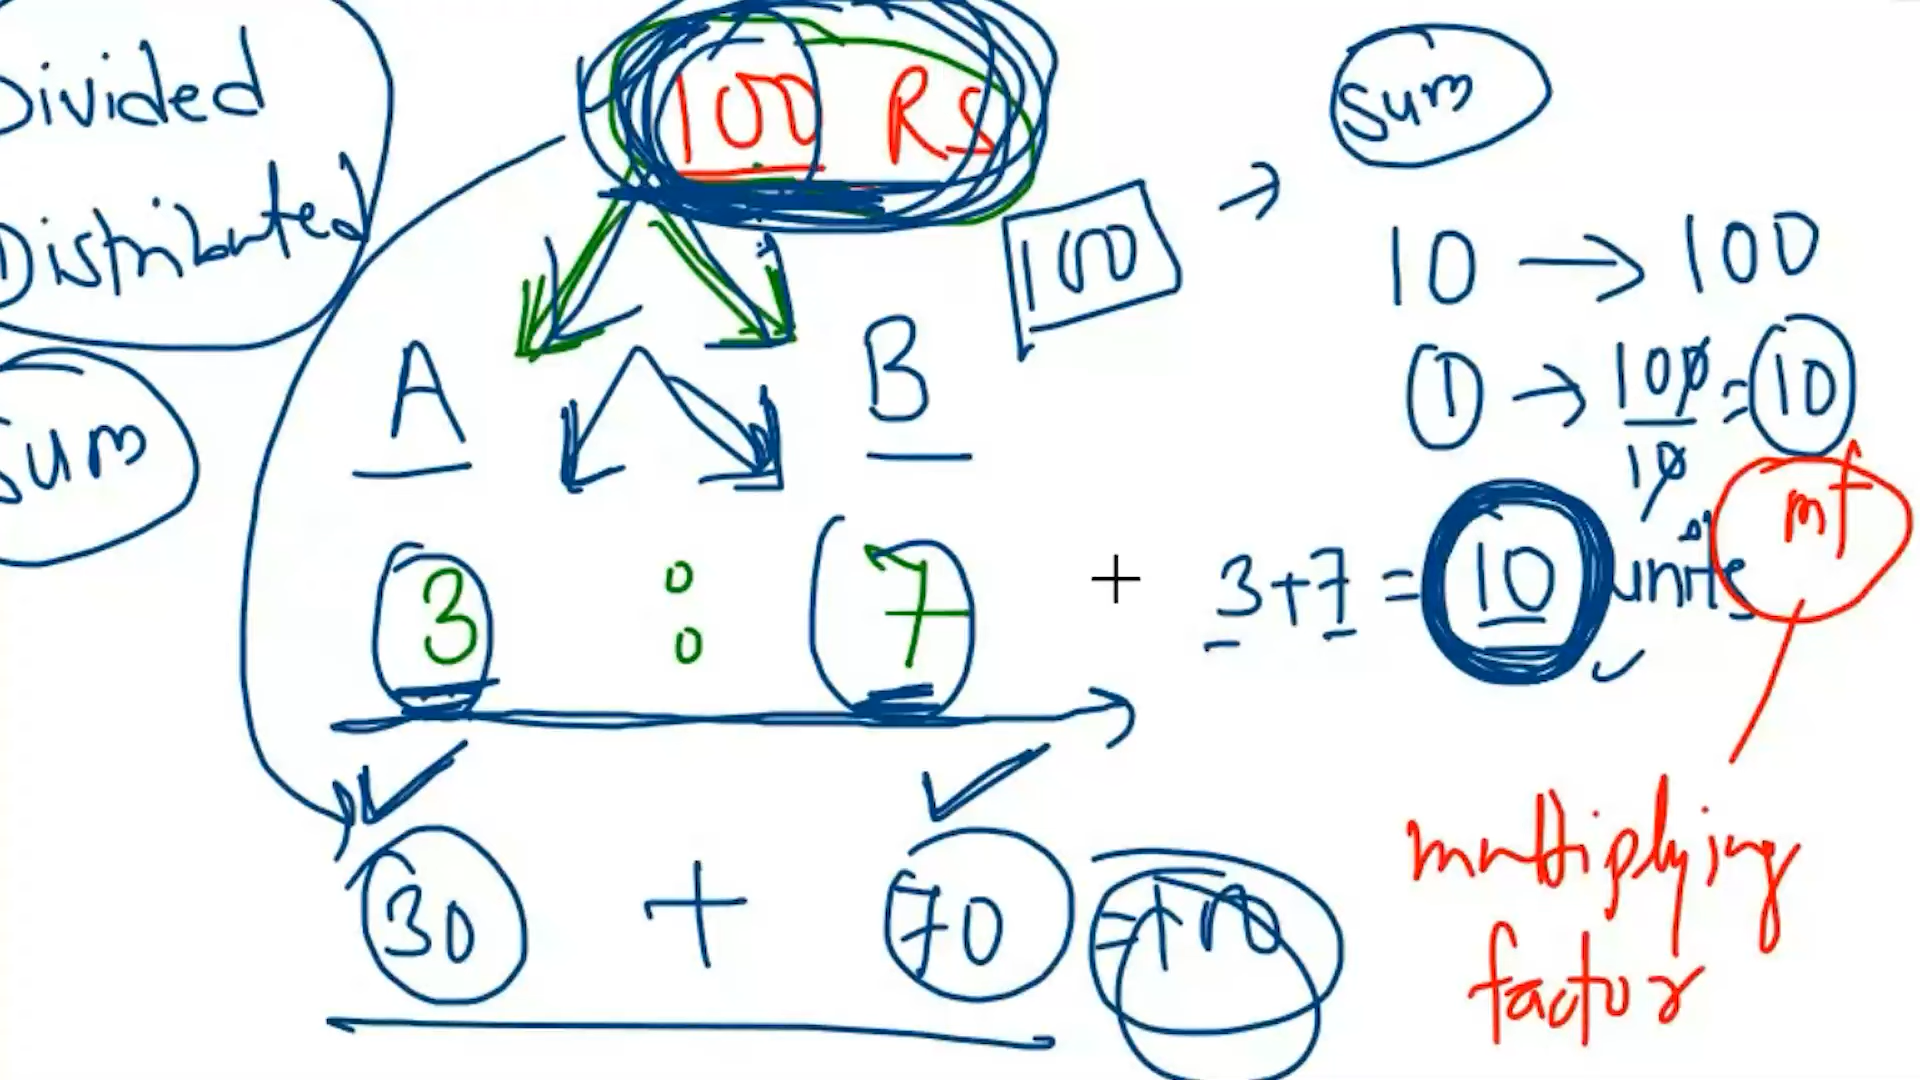 Divided
Distributed
Sum
100 RS
100 → Sum
A B
3 : 7
30 + 70 = 100
10 → 100
1 → 100/10 = 10
mf
3+7 = 10 units
multiplying
factor